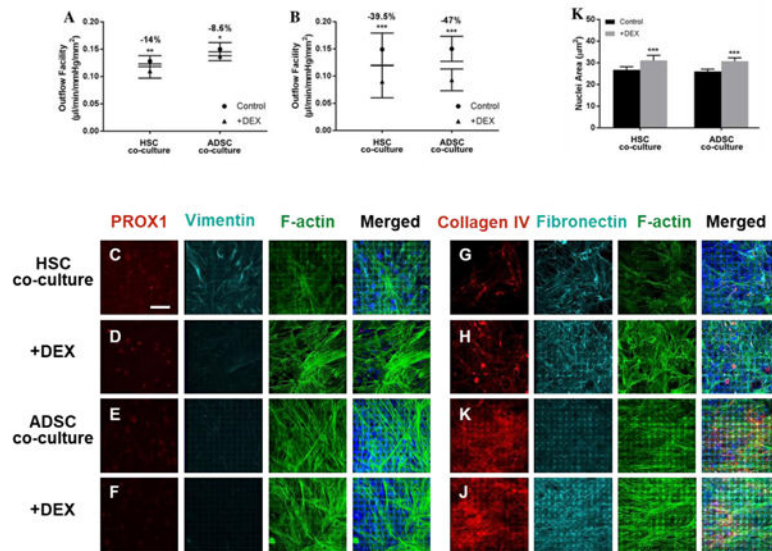 A
B
K
Outflow Facility
(µl/min/mmHg/mm²)
0.20
0.15
0.10
0.05
0.00
-14%
**
-8.6%
*
Control
+DEX
HSC
co-culture
ADSC
co-culture
Outflow Facility
(µl/min/mmHg/mm²)
0.20
0.15
0.10
0.05
0.00
-39.5%
***
-47%
***
Control
+DEX
HSC
co-culture
ADSC
co-culture
Nuclei Area (µm²)
50
40
30
20
10
0
Control
+DEX
***
***
HSC
co-culture
ADSC
co-culture
PROX1 Vimentin F-actin Merged Collagen IV Fibronectin F-actin Merged
HSC
co-culture
C
G
+DEX
D
H
ADSC
co-culture
E
K
+DEX
F
J